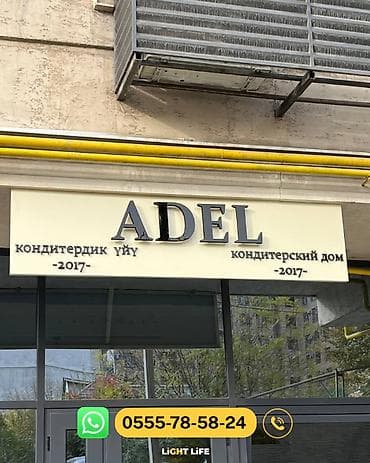 ADEL
кондитердик үйү
-2017-
кондитерский дом
-2017-
0555-78-58-24
LiGHT LiFE